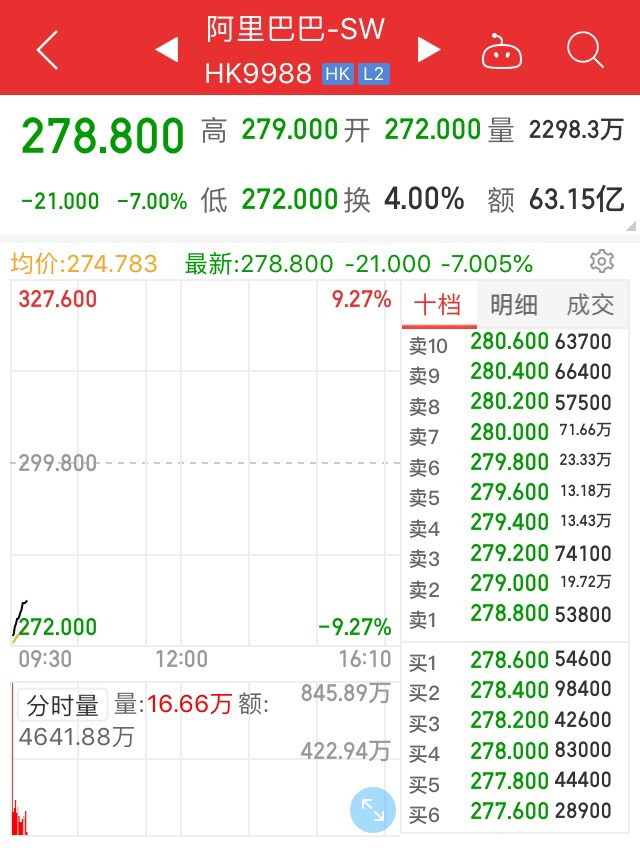 阿里巴巴-SW
HK9988 HK L2
278.800 高 279.000 开 272.000 量 2298.3万
-21.000 -7.00% 低 272.000 换 4.00% 额 63.15亿
均价:274.783 最新:278.800 -21.000 -7.005%
327.600 9.27%
299.800
272.000 -9.27%
09:30 12:00 16:10
分时量 量:16.66万 额:
4641.88万
845.89万
422.94万
十档 明细 成交
卖10 280.600 63700
卖9 280.400 66400
卖8 280.200 57500
卖7 280.000 71.66万
卖6 279.800 23.33万
卖5 279.600 13.18万
卖4 279.400 13.43万
卖3 279.200 74100
卖2 279.000 19.72万
卖1 278.800 53800
买1 278.600 54600
买2 278.400 98400
买3 278.200 42600
买4 278.000 83000
买5 277.800 44400
买6 277.600 28900